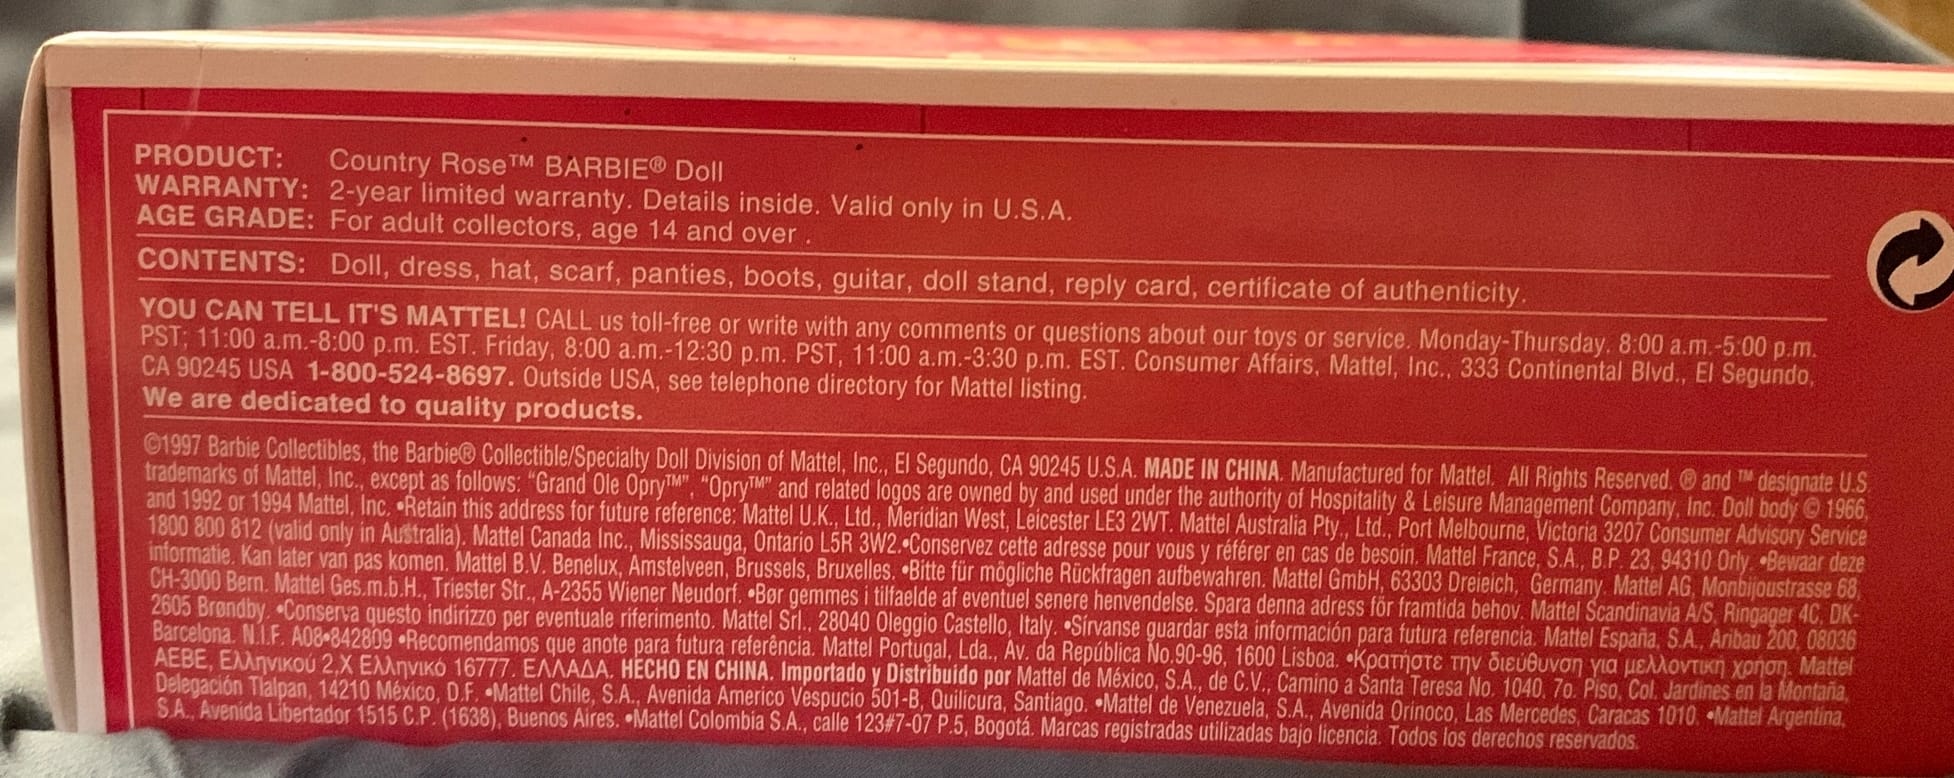 PRODUCT: Country Rose™ BARBIE® Doll
WARRANTY: 2-year limited warranty. Details inside. Valid only in U.S.A.
AGE GRADE: For adult collectors, age 14 and over .
CONTENTS: Doll, dress, hat, scarf, panties, boots, guitar, doll stand, reply card, certificate of authenticity.
YOU CAN TELL IT'S MATTEL! CALL us toll-free or write with any comments or questions about our toys or service. Monday-Thursday. 8:00 a.m.-5:00 p.m.
PST; 11:00 a.m.-8:00 p.m. EST. Friday, 8:00 a.m.-12:30 p.m. PST, 11:00 a.m.-3:30 p.m. EST. Consumer Affairs, Mattel, Inc., 333 Continental Blvd., El Segundo,
CA 90245 USA 1-800-524-8697. Outside USA, see telephone directory for Mattel listing.
We are dedicated to quality products.
©1997 Barbie Collectibles, the Barbie® Collectible/Specialty Doll Division of Mattel, Inc., El Segundo, CA 90245 U.S.A. MADE IN CHINA. Manufactured for Mattel. All Rights Reserved. ® and ™ designate U.S
trademarks of Mattel, Inc., except as follows: “Grand Ole Opry™”, “Opry™” and related logos are owned by and used under the authority of Hospitality & Leisure Management Company, Inc. Doll body © 1966,
and 1992 or 1994 Mattel, Inc. •Retain this address for future reference: Mattel U.K., Ltd., Meridian West, Leicester LE3 2WT. Mattel Australia Pty., Ltd., Port Melbourne, Victoria 3207 Consumer Advisory Service
1800 800 812 (valid only in Australia). Mattel Canada Inc., Mississauga, Ontario L5R 3W2.•Conservez cette adresse pour vous y référer en cas de besoin. Mattel France, S.A., B.P. 23, 94310 Orly. •Bewaar deze
informatie. Kan later van pas komen. Mattel B.V. Benelux, Amstelveen, Brussels, Bruxelles. •Bitte für mögliche Rückfragen aufbewahren. Mattel GmbH, 63303 Dreieich, Germany. Mattel AG, Monbijoustrasse 68,
CH-3000 Bern. Mattel Ges.m.b.H., Triester Str., A-2355 Wiener Neudorf. •Bør gemmes i tilfaelde af eventuel senere henvendelse. Spara denna adress för framtida behov. Mattel Scandinavia A/S, Ringager 4C, DK-
2605 Brøndby. •Conserva questo indirizzo per eventuale riferimento. Mattel Srl., 28040 Oleggio Castello, Italy. •Sírvanse guardar esta información para futura referencia. Mattel España, S.A., Aribau 200, 08036
Barcelona. N.I.F. A08•842809 •Recomendamos que anote para futura referência. Mattel Portugal, Lda., Av. da República No.90-96, 1600 Lisboa. •Κρατήστε την διεύθυνση για μελλοντική χρήση. Mattel
AEBE, Ελληνικού 2,Χ Ελληνικό 16777. ΕΛΛΑΔΑ. HECHO EN CHINA. Importado y Distribuido por Mattel de México, S.A., de C.V., Camino a Santa Teresa No. 1040, 7o. Piso, Col. Jardines en la Montaña,
Delegación Tlalpan, 14210 México, D.F. •Mattel Chile, S.A., Avenida Americo Vespucio 501-B, Quilicura, Santiago. •Mattel de Venezuela, S.A., Avenida Orinoco, Las Mercedes, Caracas 1010. •Mattel Argentina,
S.A., Avenida Libertador 1515 C.P. (1638), Buenos Aires. •Mattel Colombia S.A., calle 123#7-07 P.5, Bogotá. Marcas registradas utilizadas bajo licencia. Todos los derechos reservados.